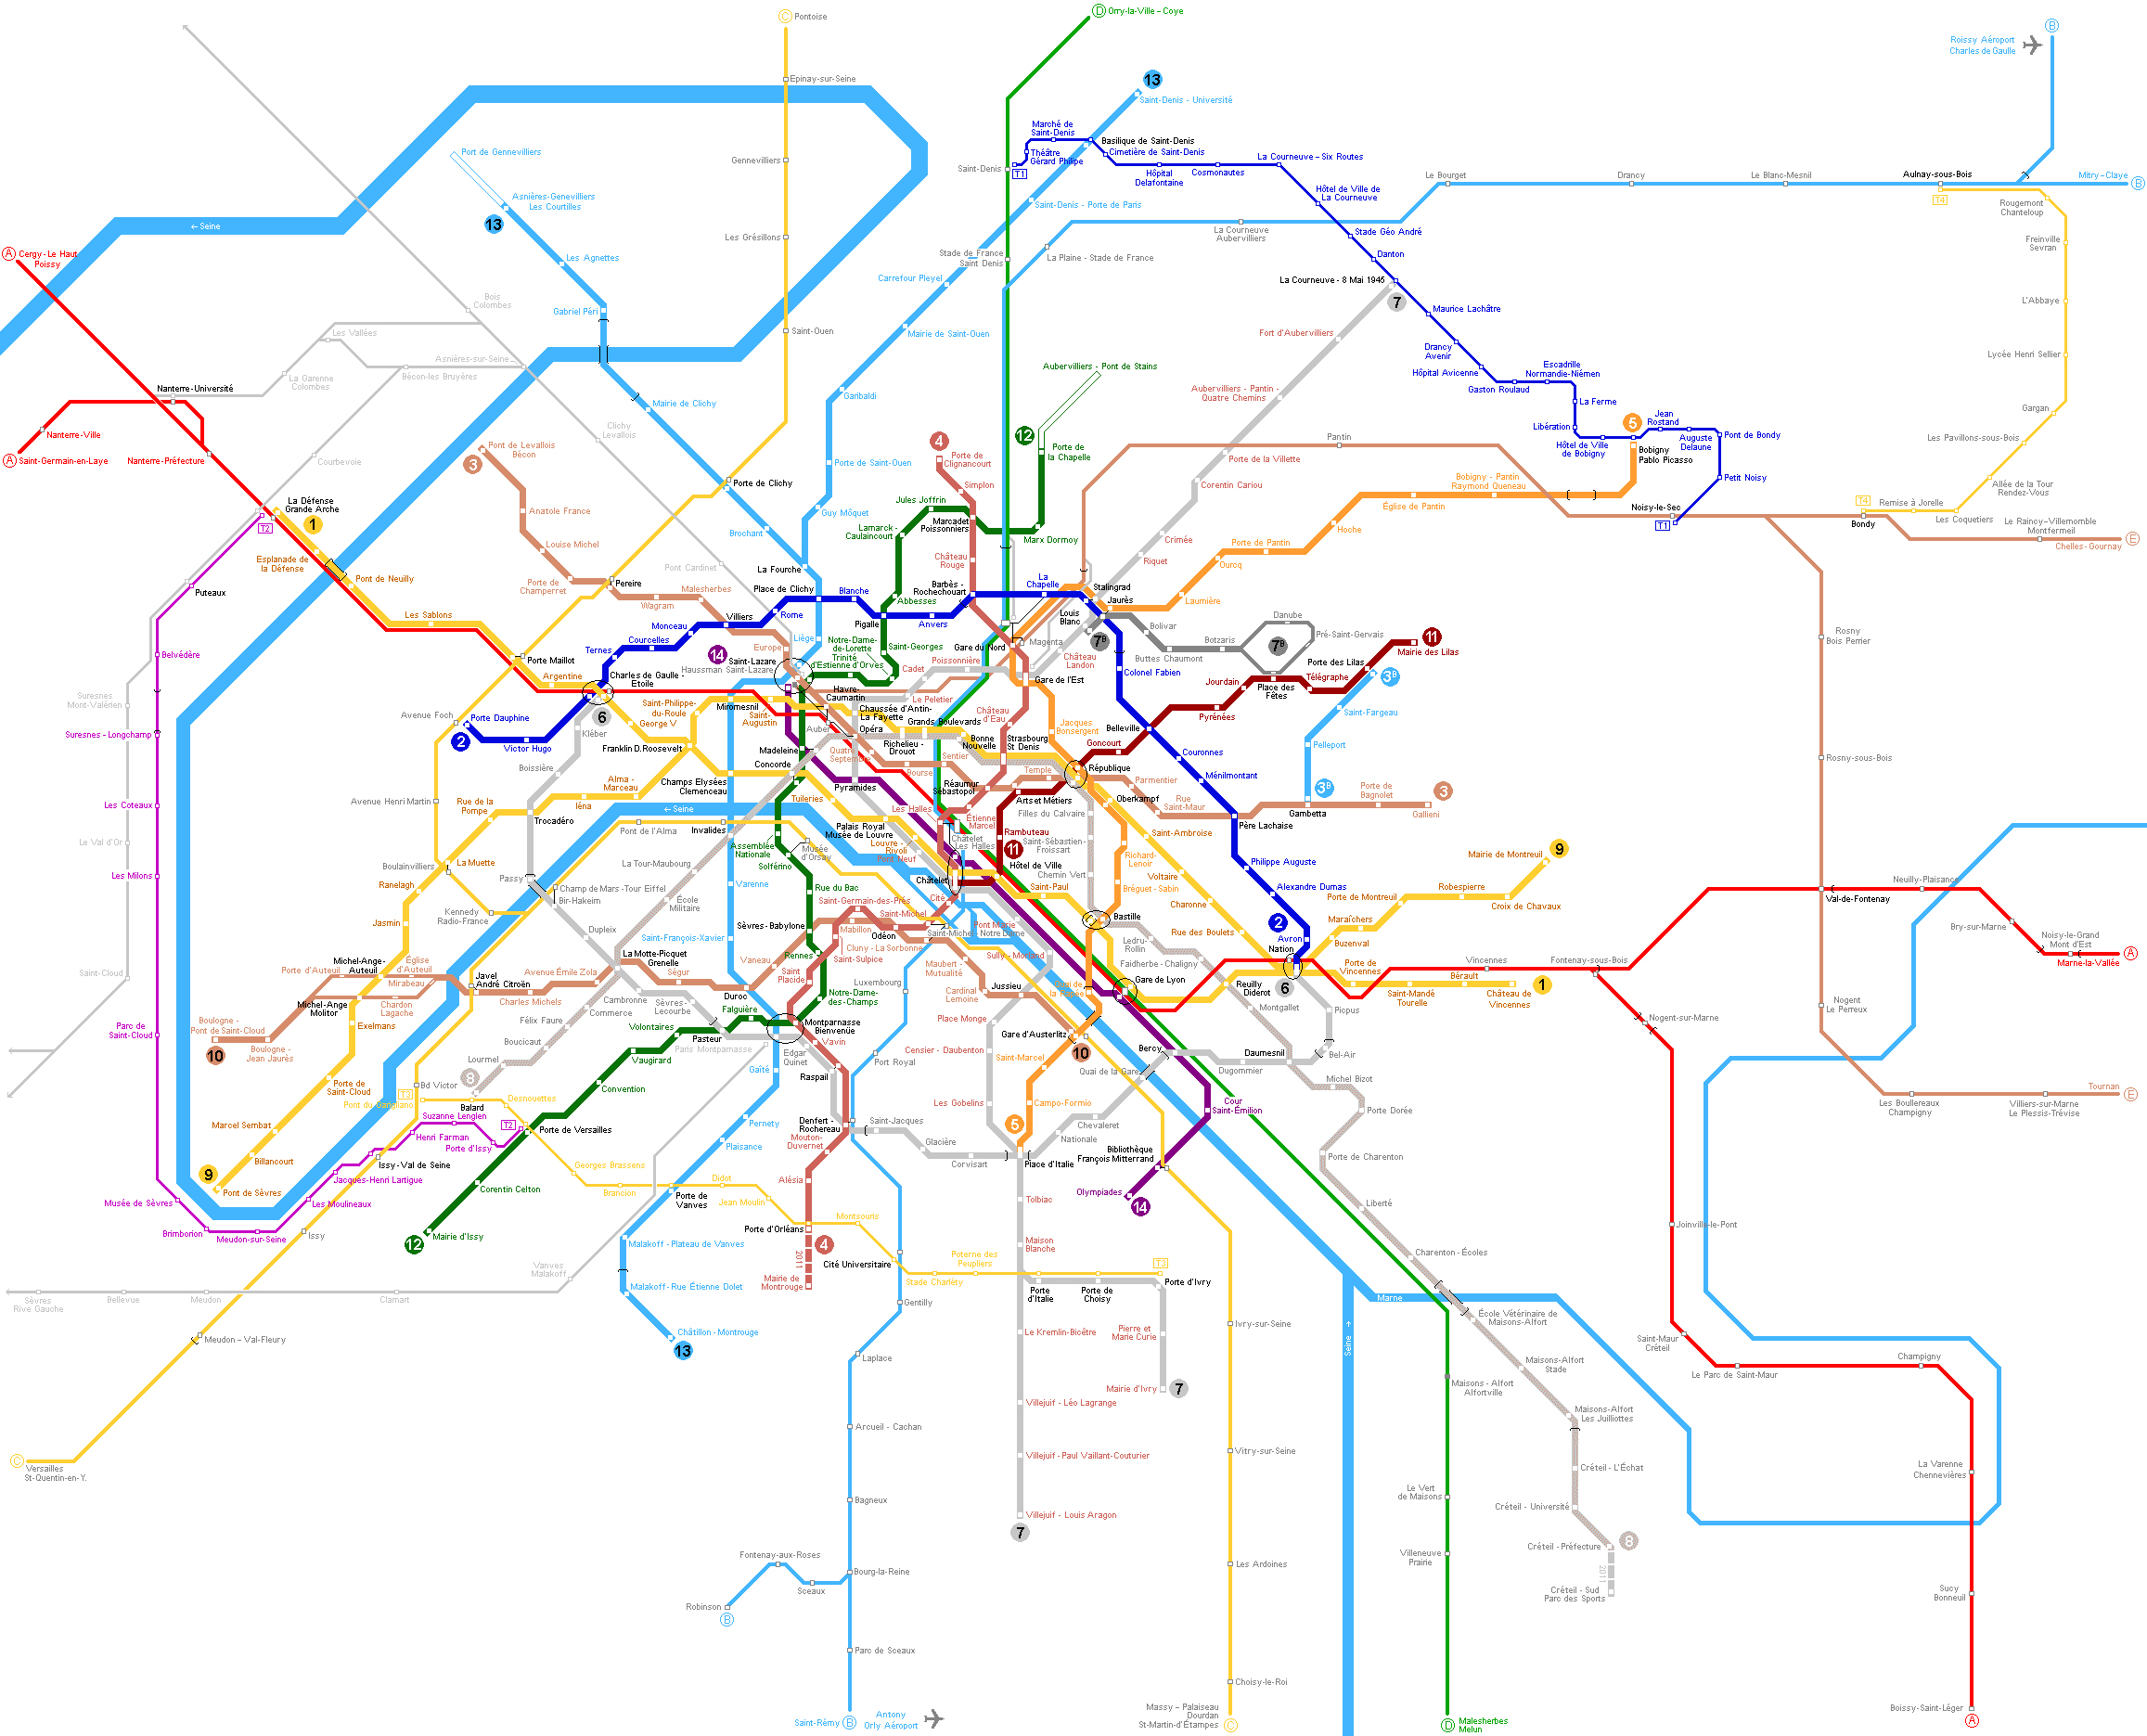 C Pontoise
D Orry-la-Ville – Coye
B
Roissy Aéroport
Charles de Gaulle
Epinay-sur-Seine
13
Saint-Denis - Université
Marché de
Saint-Denis
Basilique de Saint-Denis
Théâtre
Gérard Philipe
Cimetière de Saint-Denis
T1
Saint-Denis
Hôpital
Delafontaine
Cosmonautes
La Courneuve – Six Routes
Port de Gennevilliers
Gennevilliers
Le Bourget
Drancy
Le Blanc-Mesnil
Aulnay-sous-Bois
Mitry – Claye
B
T4
Rougemont
Chanteloup
Asnières-Genevilliers
Les Courtilles
13
Saint-Denis - Porte de Paris
Hôtel de Ville de
La Courneuve
← Seine
Les Grésillons
La Courneuve
Aubervilliers
Stade Géo André
Freinville
Sevran
A Cergy - Le Haut
Poissy
Les Agnettes
Stade de France
Saint Denis
La Plaine - Stade de France
Danton
Carrefour Pleyel
La Courneuve - 8 Mai 1945
7
L'Abbaye
Bois
Colombes
Gabriel Péri
Maurice Lachâtre
Les Vallées
Saint-Ouen
Mairie de Saint-Ouen
Fort d'Aubervilliers
Drancy
Avenir
Lycée Henri Sellier
Asnières-sur-Seine
Bécon-les Bruyères
La Garenne
Colombes
Aubervilliers - Pont de Stains
Hôpital Avicenne
Escadrille
Normandie-Niémen
Gaston Roulaud
Nanterre-Université
Garibaldi
Aubervilliers - Pantin -
Quatre Chemins
La Ferme
Mairie de Clichy
Libération
5
Jean
Rostand
Gargan
Nanterre-Ville
Clichy
Levallois
Pont de Levallois
Bécon
3
4
12
Porte de
Clignancourt
Porte de
la Chapelle
Pantin
Hôtel de Ville
de Bobigny
Bobigny
Pablo Picasso
Auguste
Delaune
Pont de Bondy
Les Pavillons-sous-Bois
A Saint-Germain-en-Laye
Nanterre-Préfecture
Courbevoie
Porte de Saint-Ouen
Porte de la Villette
Porte de Clichy
Simplon
Corentin Cariou
Bobigny - Pantin
Raymond Queneau
Petit Noisy
Allée de la Tour
Rendez-Vous
La Défense
Grande Arche
1
T2
Anatole France
Jules Joffrin
Guy Môquet
Marcadet
Poissonniers
Lamarck -
Caulaincourt
Église de Pantin
Noisy-le-Sec
T1
T4
Remise à Jorelle
Bondy
Les Coquetiers
Le Raincy-Villemomble
Montfermeil
E
Chelles - Gournay
Brochant
Marx Dormoy
Crimée
Hoche
Esplanade de
la Défense
Louise Michel
Porte de Pantin
Pont de Neuilly
Pont Cardinet
La Fourche
Château
Rouge
Riquet
Ourcq
Puteaux
Porte de
Champerret
Pereire
Malesherbes
Place de Clichy
Blanche
Barbès -
Rochechouart
La
Chapelle
Stalingrad
Jaurès
Laumière
Les Sablons
Wagram
Villiers
Rome
Abbesses
Louis
Blanc
Monceau
Pigalle
Anvers
7B
Bolivar
Danube
Pré-Saint-Gervais
Courcelles
Liège
Notre-Dame-
de-Lorette
Saint-Georges
Gare du Nord
Magenta
Botzaris
7B
11
Mairie des Lilas
Rosny
Bois Perrier
Belvédère
Ternes
Europe
14
Trinité
d'Estienne d'Orves
Poissonnière
Château
Landon
Buttes Chaumont
Porte des Lilas
Porte Maillot
Saint-Lazare
Haussman Saint-Lazare
Cadet
Gare de l'Est
Colonel Fabien
Jourdain
Télégraphe
3B
Argentine
Charles de Gaulle -
Etoile
Havre-
Caumartin
Le Peletier
Place des
Fêtes
Suresnes
Mont-Valérien
6
Saint-Philippe-
du-Roule
Miromesnil
Saint-
Augustin
Chaussée d'Antin-
La Fayette
Château
d'Eau
Saint-Fargeau
Avenue Foch
Porte Dauphine
George V
Grands Boulevards
Jacques
Bonsergent
Pyrénées
Kléber
Auber
Opéra
Belleville
Suresnes - Longchamp
2
Victor Hugo
Franklin D. Roosevelt
Madeleine
Quatre
Septembre
Richelieu -
Drouot
Bonne
Nouvelle
Strasbourg
St Denis
Goncourt
Couronnes
Pelleport
Sentier
Boissière
Concorde
Bourse
Temple
République
Ménilmontant
Rosny-sous-Bois
Alma -
Marceau
Champs Elysées
Clemenceau
Pyramides
Réaumur
Sébastopol
Parmentier
3B
Porte de
Bagnolet
3
Avenue Henri Martin
Rue de la
Pompe
Iéna
Tuileries
Arts et Métiers
Oberkampf
Rue
Saint-Maur
Gambetta
Gallieni
Les Coteaux
← Seine
Les Halles
Étienne
Marcel
Filles du Calvaire
Père Lachaise
Trocadéro
Pont de l'Alma
Invalides
Palais Royal
Musée de Louvre
Châtelet
Les Halles
Rambuteau
Saint-Ambroise
Le Val d'Or
Assemblée
Nationale
Musée
d'Orsay
Louvre -
Rivoli
Pont Neuf
11
Saint-Sébastien-
Froissart
9
Mairie de Montreuil
Boulainvilliers
La Muette
La Tour-Maubourg
Solférino
Hôtel de Ville
Richard-
Lenoir
Philippe Auguste
Les Milons
Ranelagh
Passy
Champ de Mars -Tour Eiffel
Bir-Hakeim
Varenne
Rue du Bac
Châtelet
Chemin Vert
Voltaire
Neuilly-Plaisance
Saint-Paul
Bréguet - Sabin
Alexandre Dumas
Robespierre
Val-de-Fontenay
École
Militaire
Saint-Germain-des-Prés
Cité
Charonne
Porte de Montreuil
Croix de Chavaux
Kennedy
Radio-France
Saint-Michel
Pont Marie
Bastille
2
Maraîchers
Jasmin
Dupleix
Sèvres - Babylone
Mabillon
Odéon
Saint-Michel - Notre Dame
Rue des Boulets
Avron
Buzenval
Bry-sur-Marne
Noisy-le-Grand
Mont d'Est
Saint-François-Xavier
Cluny - La Sorbonne
Saint-Sulpice
Ledru-
Rollin
Nation
A
Marne-la-Vallée
Michel-Ange-
Auteuil
Église
d'Auteuil
La Motte-Picquet
Grenelle
Rennes
Sully - Morland
Saint-Cloud
Porte d'Auteuil
Mirabeau
Javel
André Citroën
Avenue Émile Zola
Ségur
Vaneau
Saint
Placide
Maubert -
Mutualité
Faidherbe - Chaligny
Porte de
Vincennes
Vincennes
Fontenay-sous-Bois
Luxembourg
Jussieu
Quai de
la Rapée
Gare de Lyon
Reuilly
Diderot
6
Bérault
1
Michel-Ange
Molitor
Chardon
Lagache
Charles Michels
Cambronne
Duroc
Cardinal
Lemoine
Saint-Mandé
Tourelle
Château de
Vincennes
Commerce
Sèvres-
Lecourbe
Notre-Dame-
des-Champs
Montgallet
Picpus
Nogent
Le Perreux
Boulogne -
Pont de Saint-Cloud
Exelmans
Félix Faure
Volontaires
Falguière
Montparnasse
Bienvenüe
Place Monge
Gare d'Austerlitz
Nogent-sur-Marne
Parc de
Saint-Cloud
10
Boulogne -
Jean Jaurès
Boucicaut
Pasteur
Paris Montparnasse
Vavin
Censier - Daubenton
10
Bercy
Daumesnil
Bel-Air
Lourmel
Vaugirard
Edgar
Quinet
Port Royal
Saint-Marcel
Dugommier
8
Gaîté
Raspail
Quai de la Gare
Michel Bizot
Porte de
Saint-Cloud
Bd Victor
T3
Convention
Tournan
E
Pont du Garigliano
Balard
Desnouettes
Les Gobelins
Campo-Formio
Cour
Saint-Émilion
Porte Dorée
Les Boullereaux
Champigny
Villiers-sur-Marne
Le Plessis-Trévise
Marcel Sembat
Suzanne Lenglen
T2
Porte de Versailles
Pernety
Denfert -
Rochereau
Saint-Jacques
5
Chevaleret
Henri Farman
Porte d'Issy
Plaisance
Mouton-
Duvernet
Glacière
Nationale
Billancourt
Issy - Val de Seine
Georges Brassens
Corvisart
Place d'Italie
Bibliothèque
François Mitterrand
Porte de Charenton
9
Pont de Sèvres
Jacques-Henri Lartigue
Corentin Celton
Brancion
Didot
Alésia
Olympiades
14
Musée de Sèvres
Les Moulineaux
Porte de
Vanves
Jean Moulin
Tolbiac
Liberté
Brimborion
Meudon-sur-Seine
Issy
12
Mairie d'Issy
Porte d'Orléans
Montsouris
Joinville-le-Pont
Malakoff - Plateau de Vanves
2011
4
Maison
Blanche
Charenton - Écoles
Vanves
Malakoff
Cité Universitaire
Poterne des
Peupliers
T3
Mairie de
Montrouge
Stade Charléty
Porte
d'Italie
Porte de
Choisy
Porte d'Ivry
Malakoff - Rue Étienne Dolet
Sèvres
Rive Gauche
Bellevue
Meudon
Clamart
Gentilly
Marne
École Vétérinaire de
Maisons-Alfort
Meudon – Val-Fleury
Châtillon - Montrouge
13
Le Kremlin-Bicêtre
Pierre et
Marie Curie
Ivry-sur-Seine
Seine →
Saint-Maur
Créteil
Laplace
Maisons-Alfort
Stade
Le Parc de Saint-Maur
Champigny
Mairie d'Ivry
7
Maisons - Alfort
Alfortville
Villejuif - Léo Lagrange
Maisons-Alfort
Les Juilliottes
Arcueil - Cachan
Villejuif - Paul Vaillant-Couturier
Vitry-sur-Seine
C
Versailles
St-Quentin-en-Y.
Créteil - L'Échat
La Varenne
Chennevières
Bagneux
Le Vert
de Maisons
Créteil - Université
Villejuif - Louis Aragon
7
Créteil - Préfecture
8
Fontenay-aux-Roses
Villeneuve
Prairie
Les Ardoines
2011
Bourg-la-Reine
Sceaux
Créteil - Sud
Parc des Sports
Sucy
Bonneuil
Robinson
B
Parc de Sceaux
Choisy-le-Roi
Saint-Rémy B
Antony
Orly Aéroport
Massy – Palaiseau
Dourdan
St-Martin-d'Étampes
C
D
Malesherbes
Melun
Boissy-Saint-Léger
A